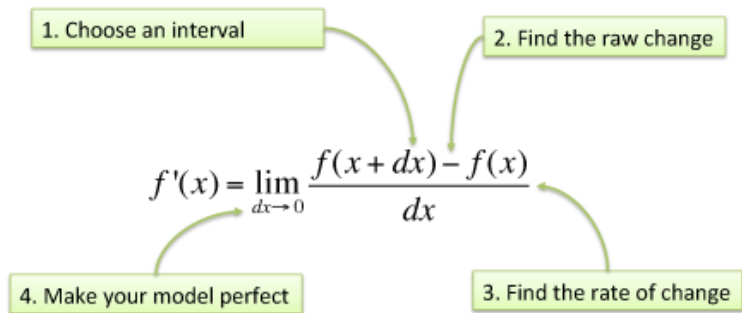 1. Choose an interval
2. Find the raw change
f'(x) = lim dx→0 f(x + dx) − f(x) / dx
4. Make your model perfect
3. Find the rate of change